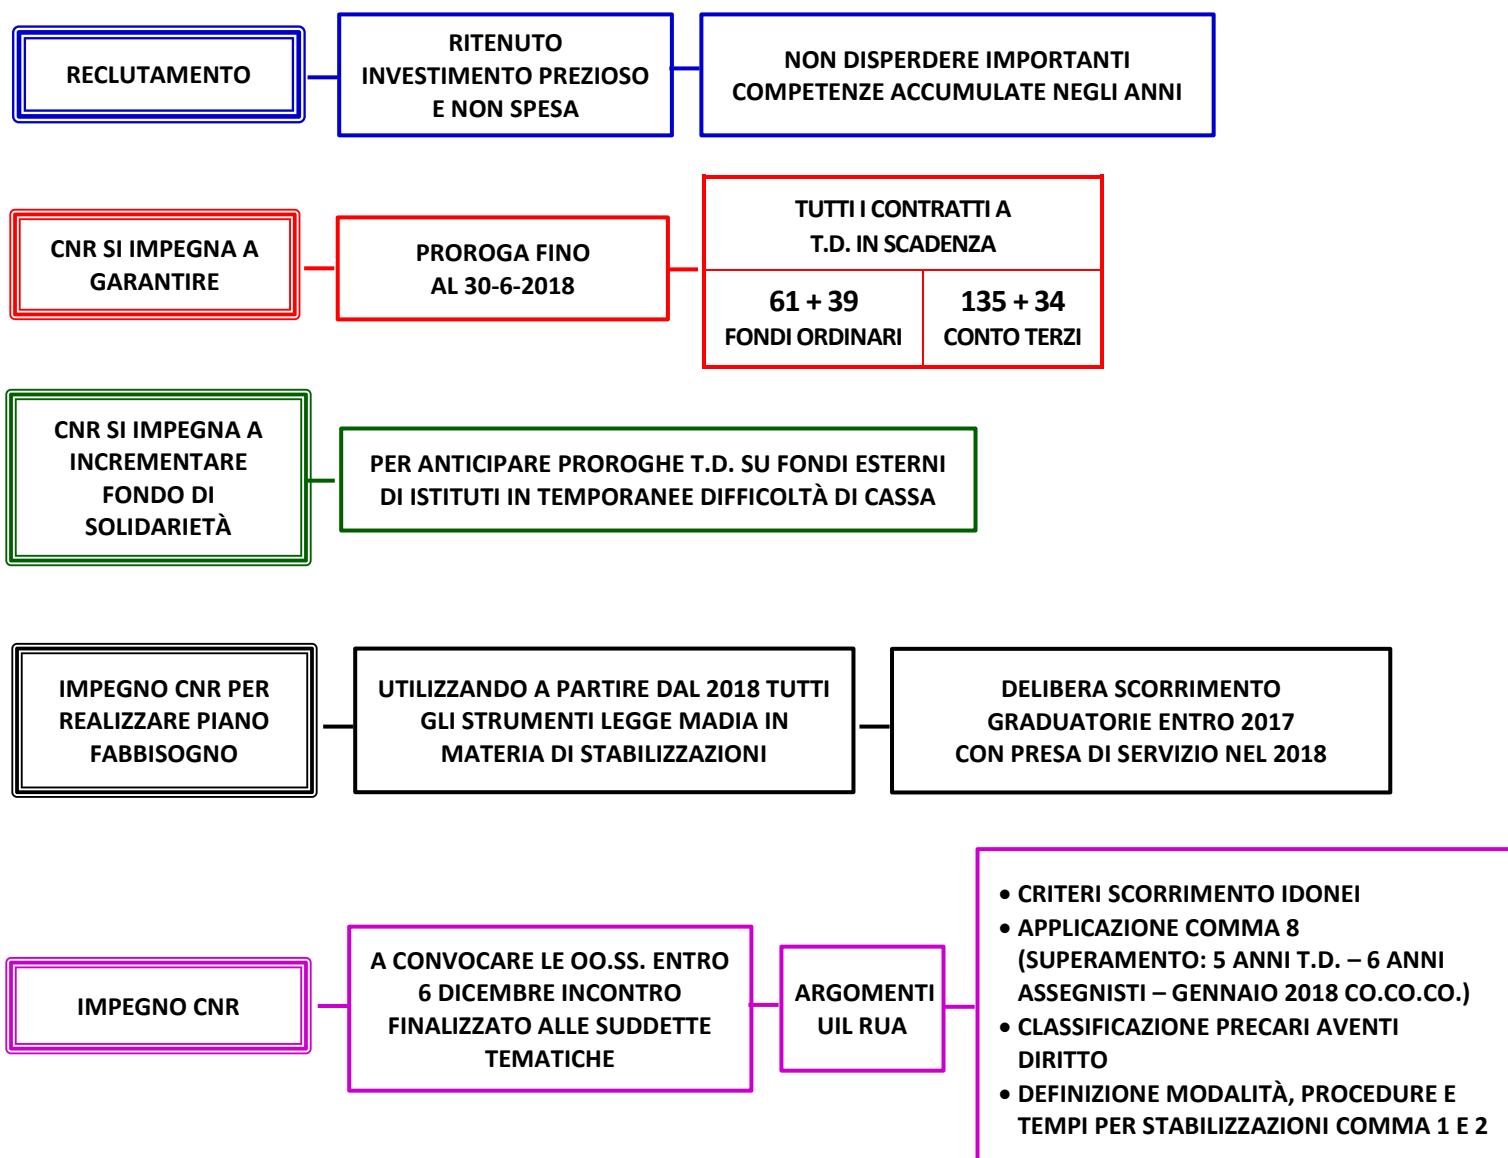 RECLUTAMENTO
RITENUTO
INVESTIMENTO PREZIOSO
E NON SPESA
NON DISPERDERE IMPORTANTI
COMPETENZE ACCUMULATE NEGLI ANNI
CNR SI IMPEGNA A
GARANTIRE
PROROGA FINO
AL 30-6-2018
TUTTI I CONTRATTI A
T.D. IN SCADENZA
61 + 39
FONDI ORDINARI
135 + 34
CONTO TERZI
CNR SI IMPEGNA A
INCREMENTARE
FONDO DI
SOLIDARIETÀ
PER ANTICIPARE PROROGHE T.D. SU FONDI ESTERNI
DI ISTITUTI IN TEMPORANEE DIFFICOLTÀ DI CASSA
IMPEGNO CNR PER
REALIZZARE PIANO
FABBISOGNO
UTILIZZANDO A PARTIRE DAL 2018 TUTTI
GLI STRUMENTI LEGGE MADIA IN
MATERIA DI STABILIZZAZIONI
DELIBERA SCORRIMENTO
GRADUATORIE ENTRO 2017
CON PRESA DI SERVIZIO NEL 2018
IMPEGNO CNR
A CONVOCARE LE OO.SS. ENTRO
6 DICEMBRE INCONTRO
FINALIZZATO ALLE SUDDETTE
TEMATICHE
ARGOMENTI
UIL RUA
• CRITERI SCORRIMENTO IDONEI
• APPLICAZIONE COMMA 8
(SUPERAMENTO: 5 ANNI T.D. – 6 ANNI
ASSEGNISTI – GENNAIO 2018 CO.CO.CO.)
• CLASSIFICAZIONE PRECARI AVENTI
DIRITTO
• DEFINIZIONE MODALITÀ, PROCEDURE E
TEMPI PER STABILIZZAZIONI COMMA 1 E 2